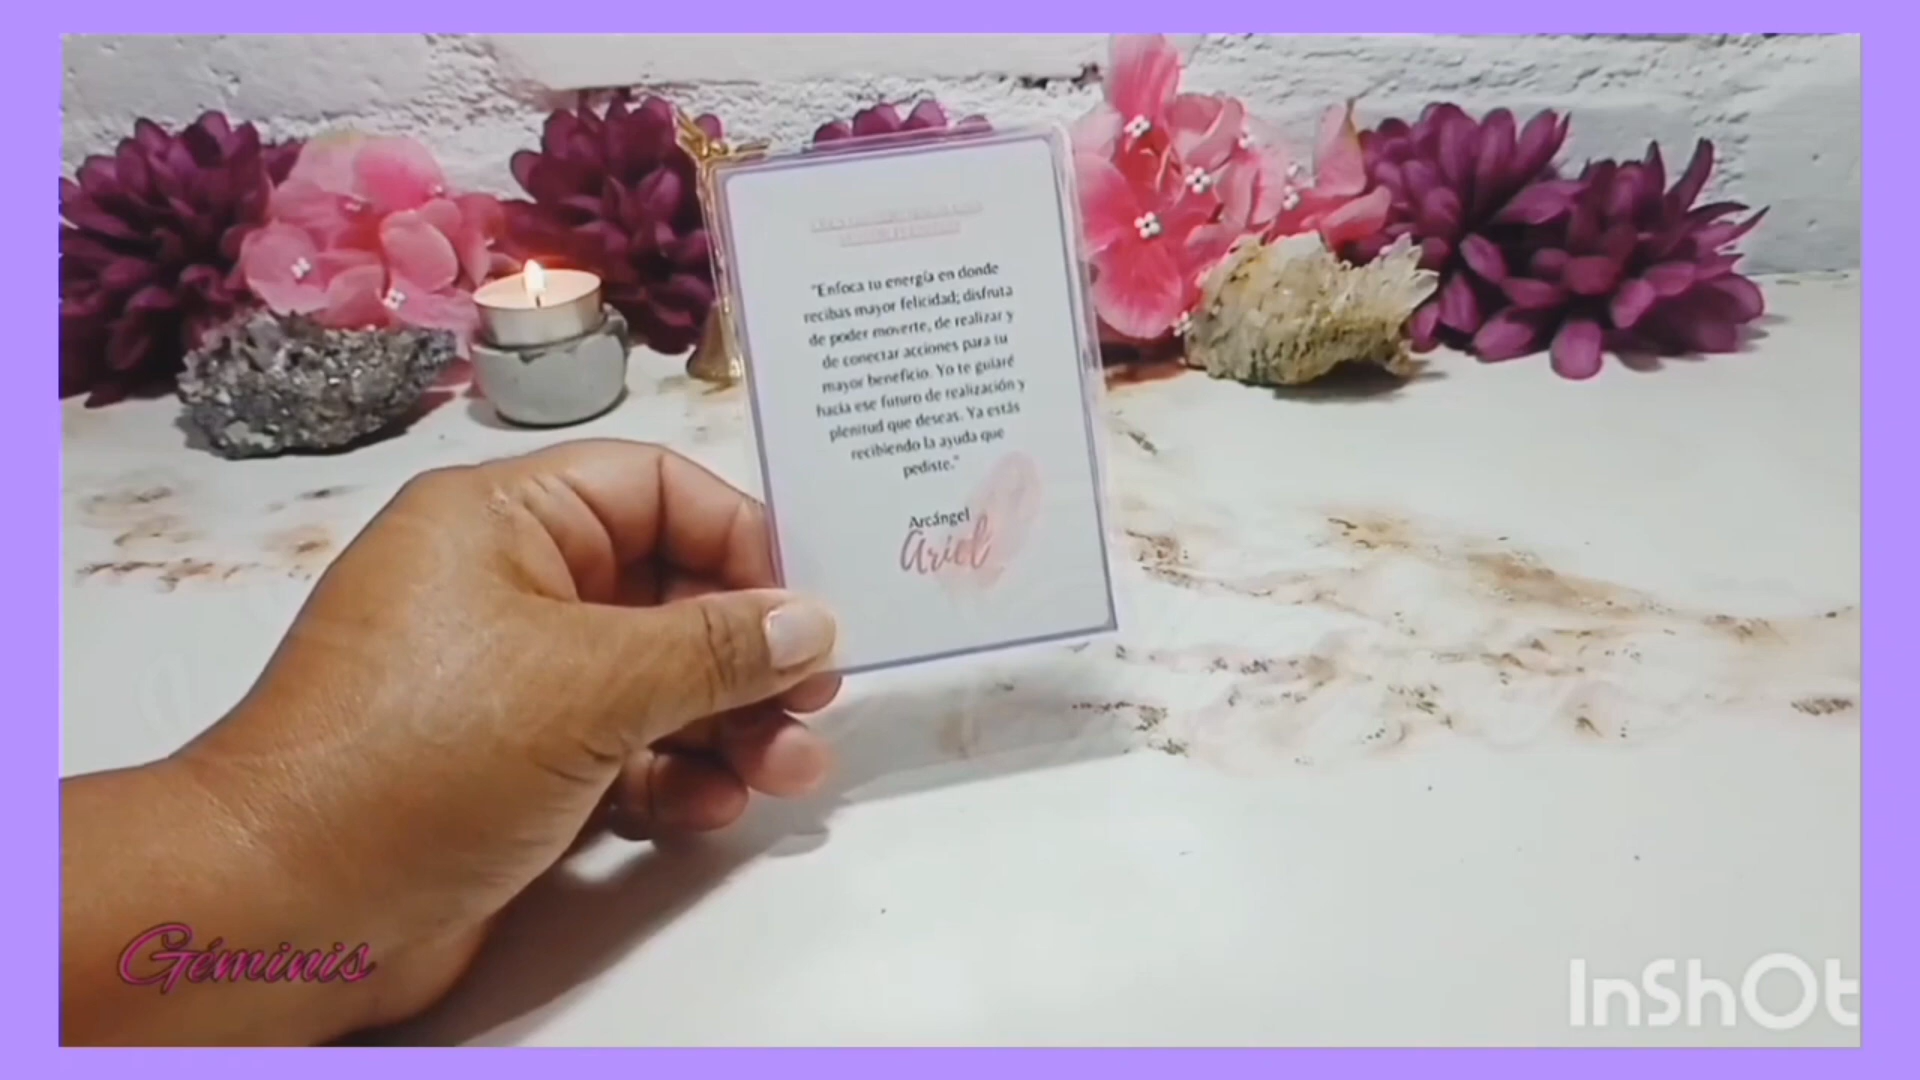 "Enfoca tu energía en donde
recibas mayor felicidad; disfruta
de poder moverte, de realizar y
de conectar acciones para tu
mayor beneficio. Yo te guiaré
hacia ese futuro de realización y
plenitud que deseas. Ya estás
recibiendo la ayuda que
pediste."
Arcángel
Ariel
Géminis
InShOt